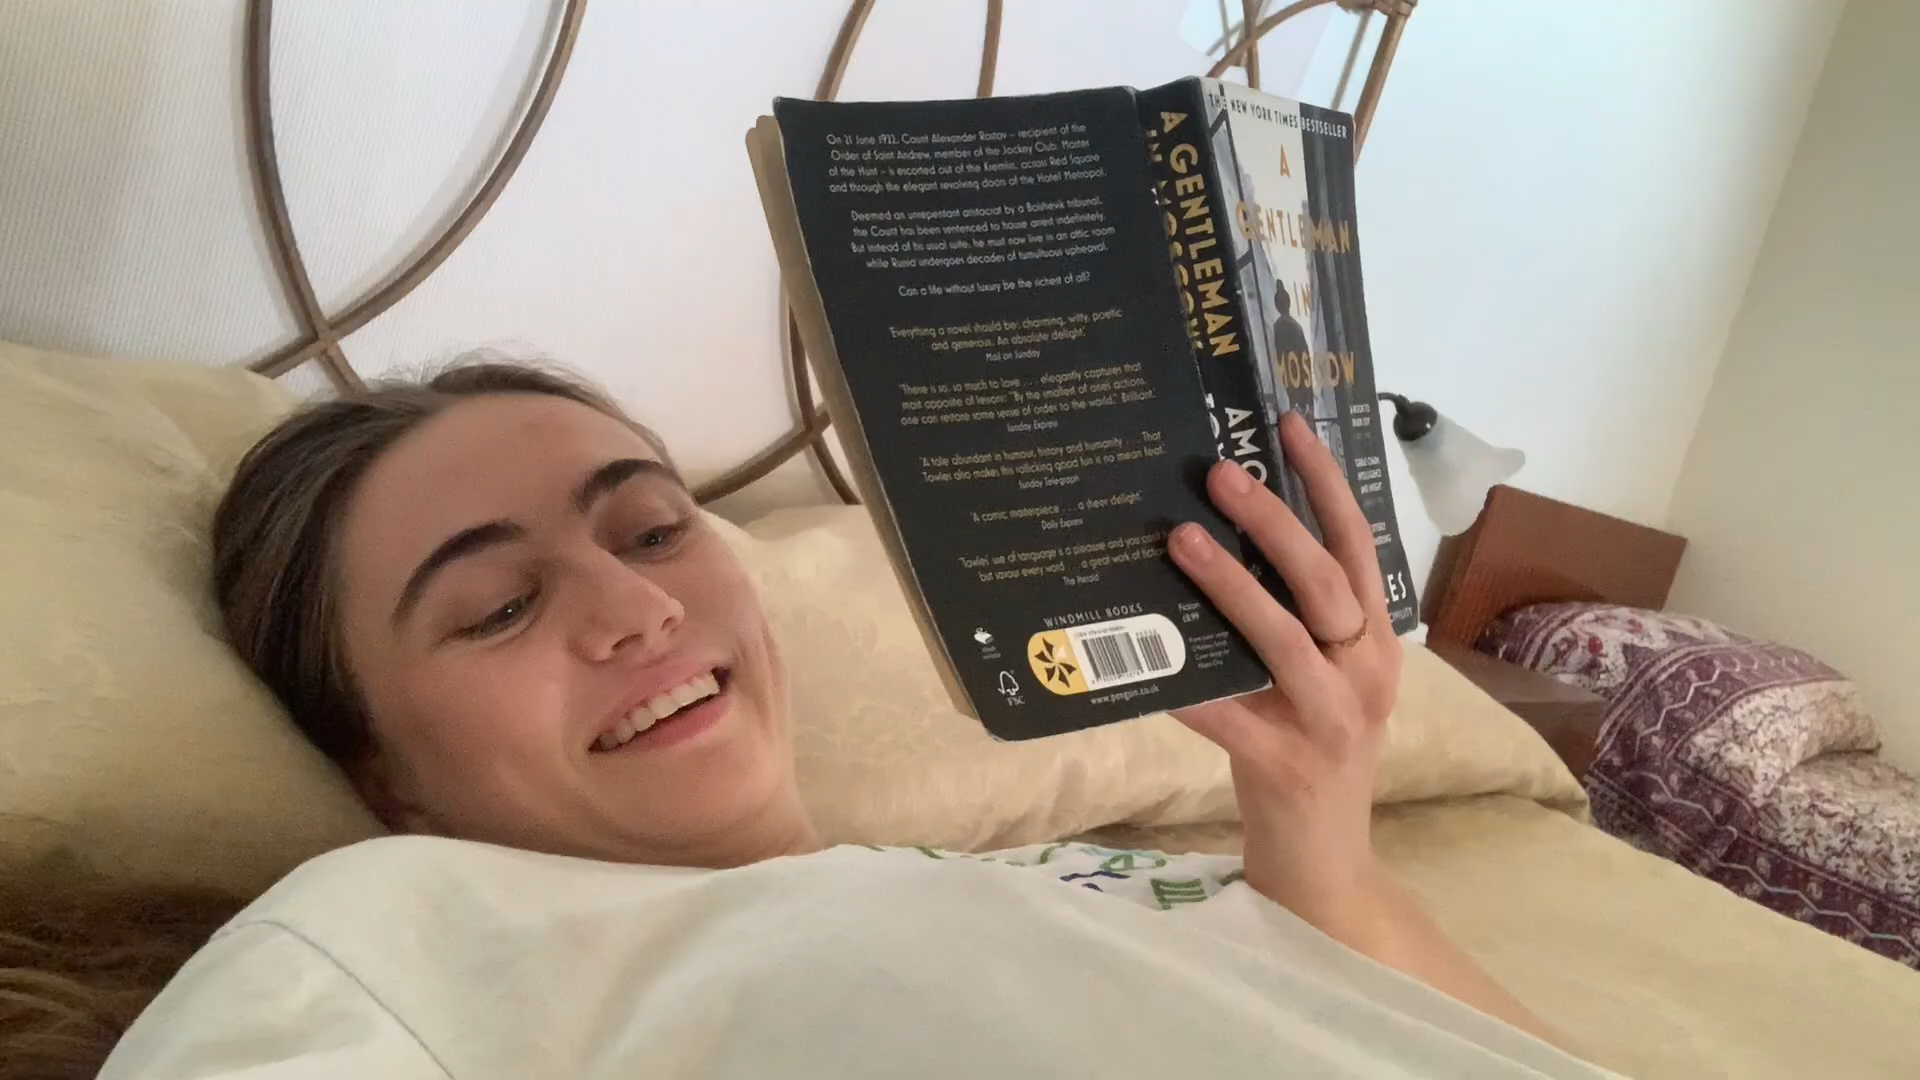 On 21 June 1922, Count Alexander Rostov – recipient of the
Order of Saint Andrew, member of the Jockey Club, Master
of the Hunt – is escorted out of the Kremlin, across Red Square
and through the elegant revolving doors of the Hotel Metropol.
Deemed an unrepentant aristocrat by a Bolshevik tribunal,
the Count has been sentenced to house arrest indefinitely.
But instead of his usual suite, he must now live in an attic room
while Russia undergoes decades of tumultuous upheaval.
Can a life without luxury be the richest of all?
'Everything a novel should be: charming, witty, poetic
and generous. An absolute delight.'
Mail on Sunday
'There is so, so much to love . . . elegantly captures that
most apposite of lessons: "By the smallest of one's actions,
one can restore some sense of order to the world." Brilliant.'
Sunday Express
'A tale abundant in humour, history and humanity . . . That
Towles also makes this rollicking good fun is no mean feat.'
Sunday Telegraph
'A comic masterpiece . . . a sheer delight.'
Daily Express
'Towles' use of language is a pleasure and you can't
but savour every word . . . a great work of fiction
The Herald
WINDMILL BOOKS
Fiction
£8.99
FSC
www.penguin.co.uk
A GENTLEMAN
IN MOSCOW
AMO
TOW
THE NEW YORK TIMES BESTSELLER
A
GENTLEMAN
IN
MOSCOW
LES